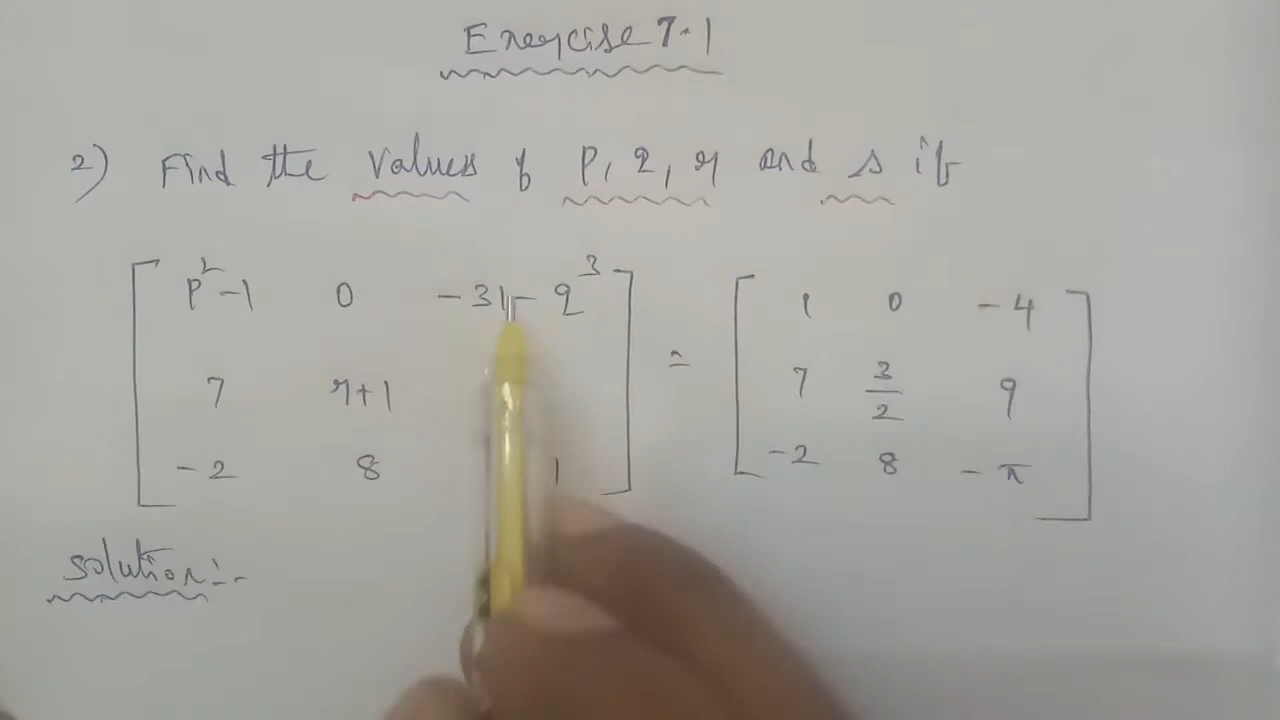 Exercise 7.1
2) Find the values of p, q, r and s if
[ p²-1 0 -31-q³ ] = [ 1 0 -4 ]
[ 7 r+1 ] [ 7 3/2 9 ]
[ -2 8 1 ] [ -2 8 -π ]
solution:-